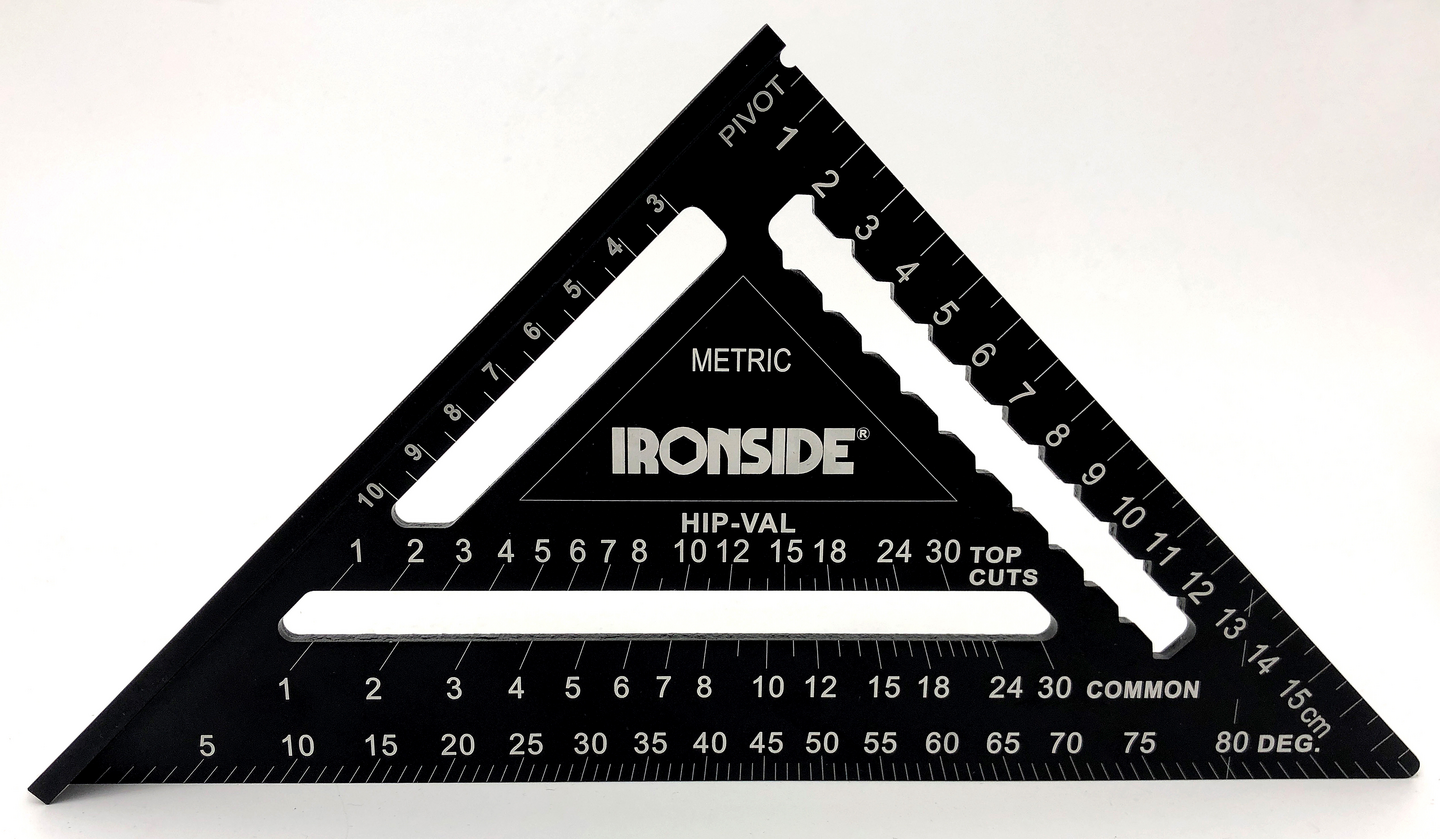 PIVOT
1 2 3 4 5 6 7 8 9 10 11 12 13 14 15cm
3 4 5 6 7 8 9 10
METRIC
IRONSIDE®
HIP-VAL
1 2 3 4 5 6 7 8 10 12 15 18 24 30 TOP
CUTS
1 2 3 4 5 6 7 8 10 12 15 18 24 30 COMMON
5 10 15 20 25 30 35 40 45 50 55 60 65 70 75 80 DEG.